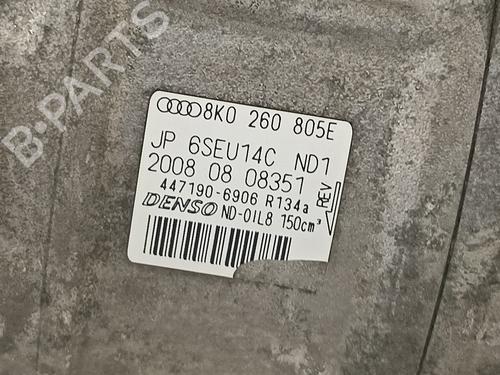 B-PARTS
8K0 260 805E
JP 6SEU14C ND1
2008 08 08351
447190-6906 R134a
REV
DENSO ND-OIL8 150cm³